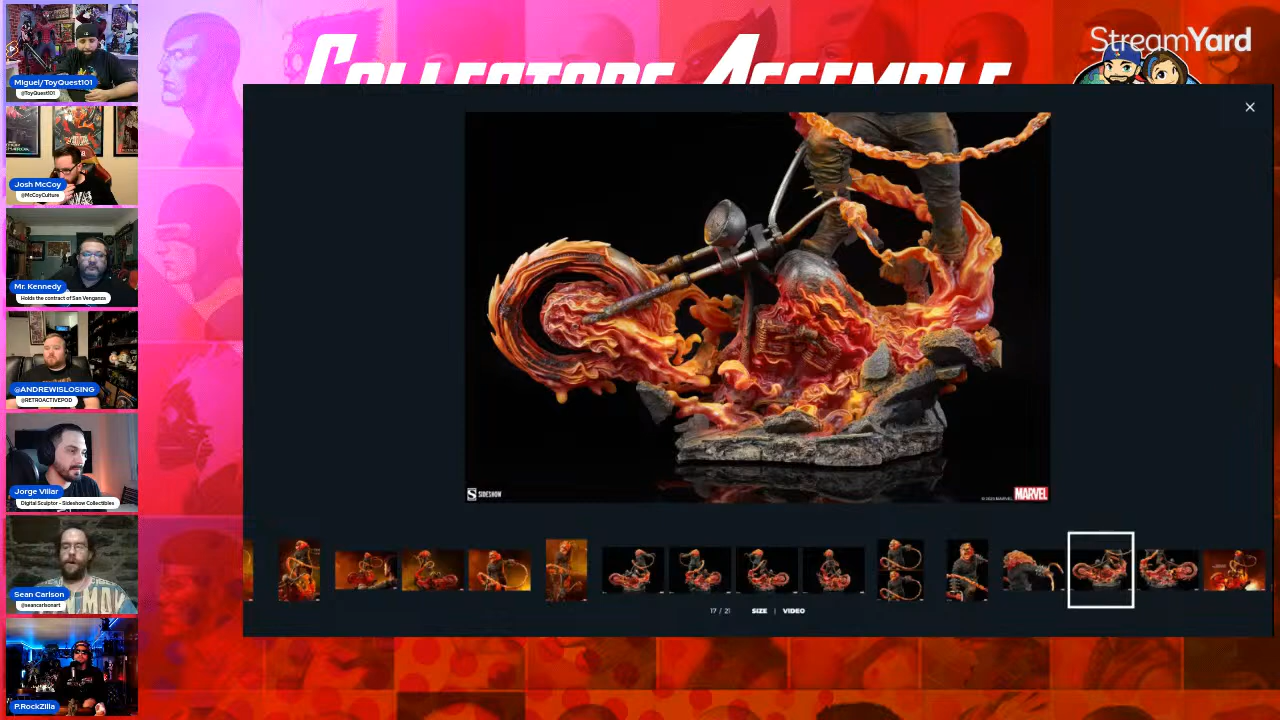 COLLECTORS ASSEMBLE
StreamYard
Miguel/ToyQuest101
@ToyQuest101
Josh McCoy
@McCoyCulture
Mr. Kennedy
Holds the contract of San Venganza
@ANDREWISLOSING
@RETROACTIVEPOD
Jorge Villar
Digital Sculptor - Sideshow Collectibles
Sean Carlson
@seancarlsonart
P.RockZilla
S SIDESHOW
MARVEL
17 / 21 SIZE | VIDEO